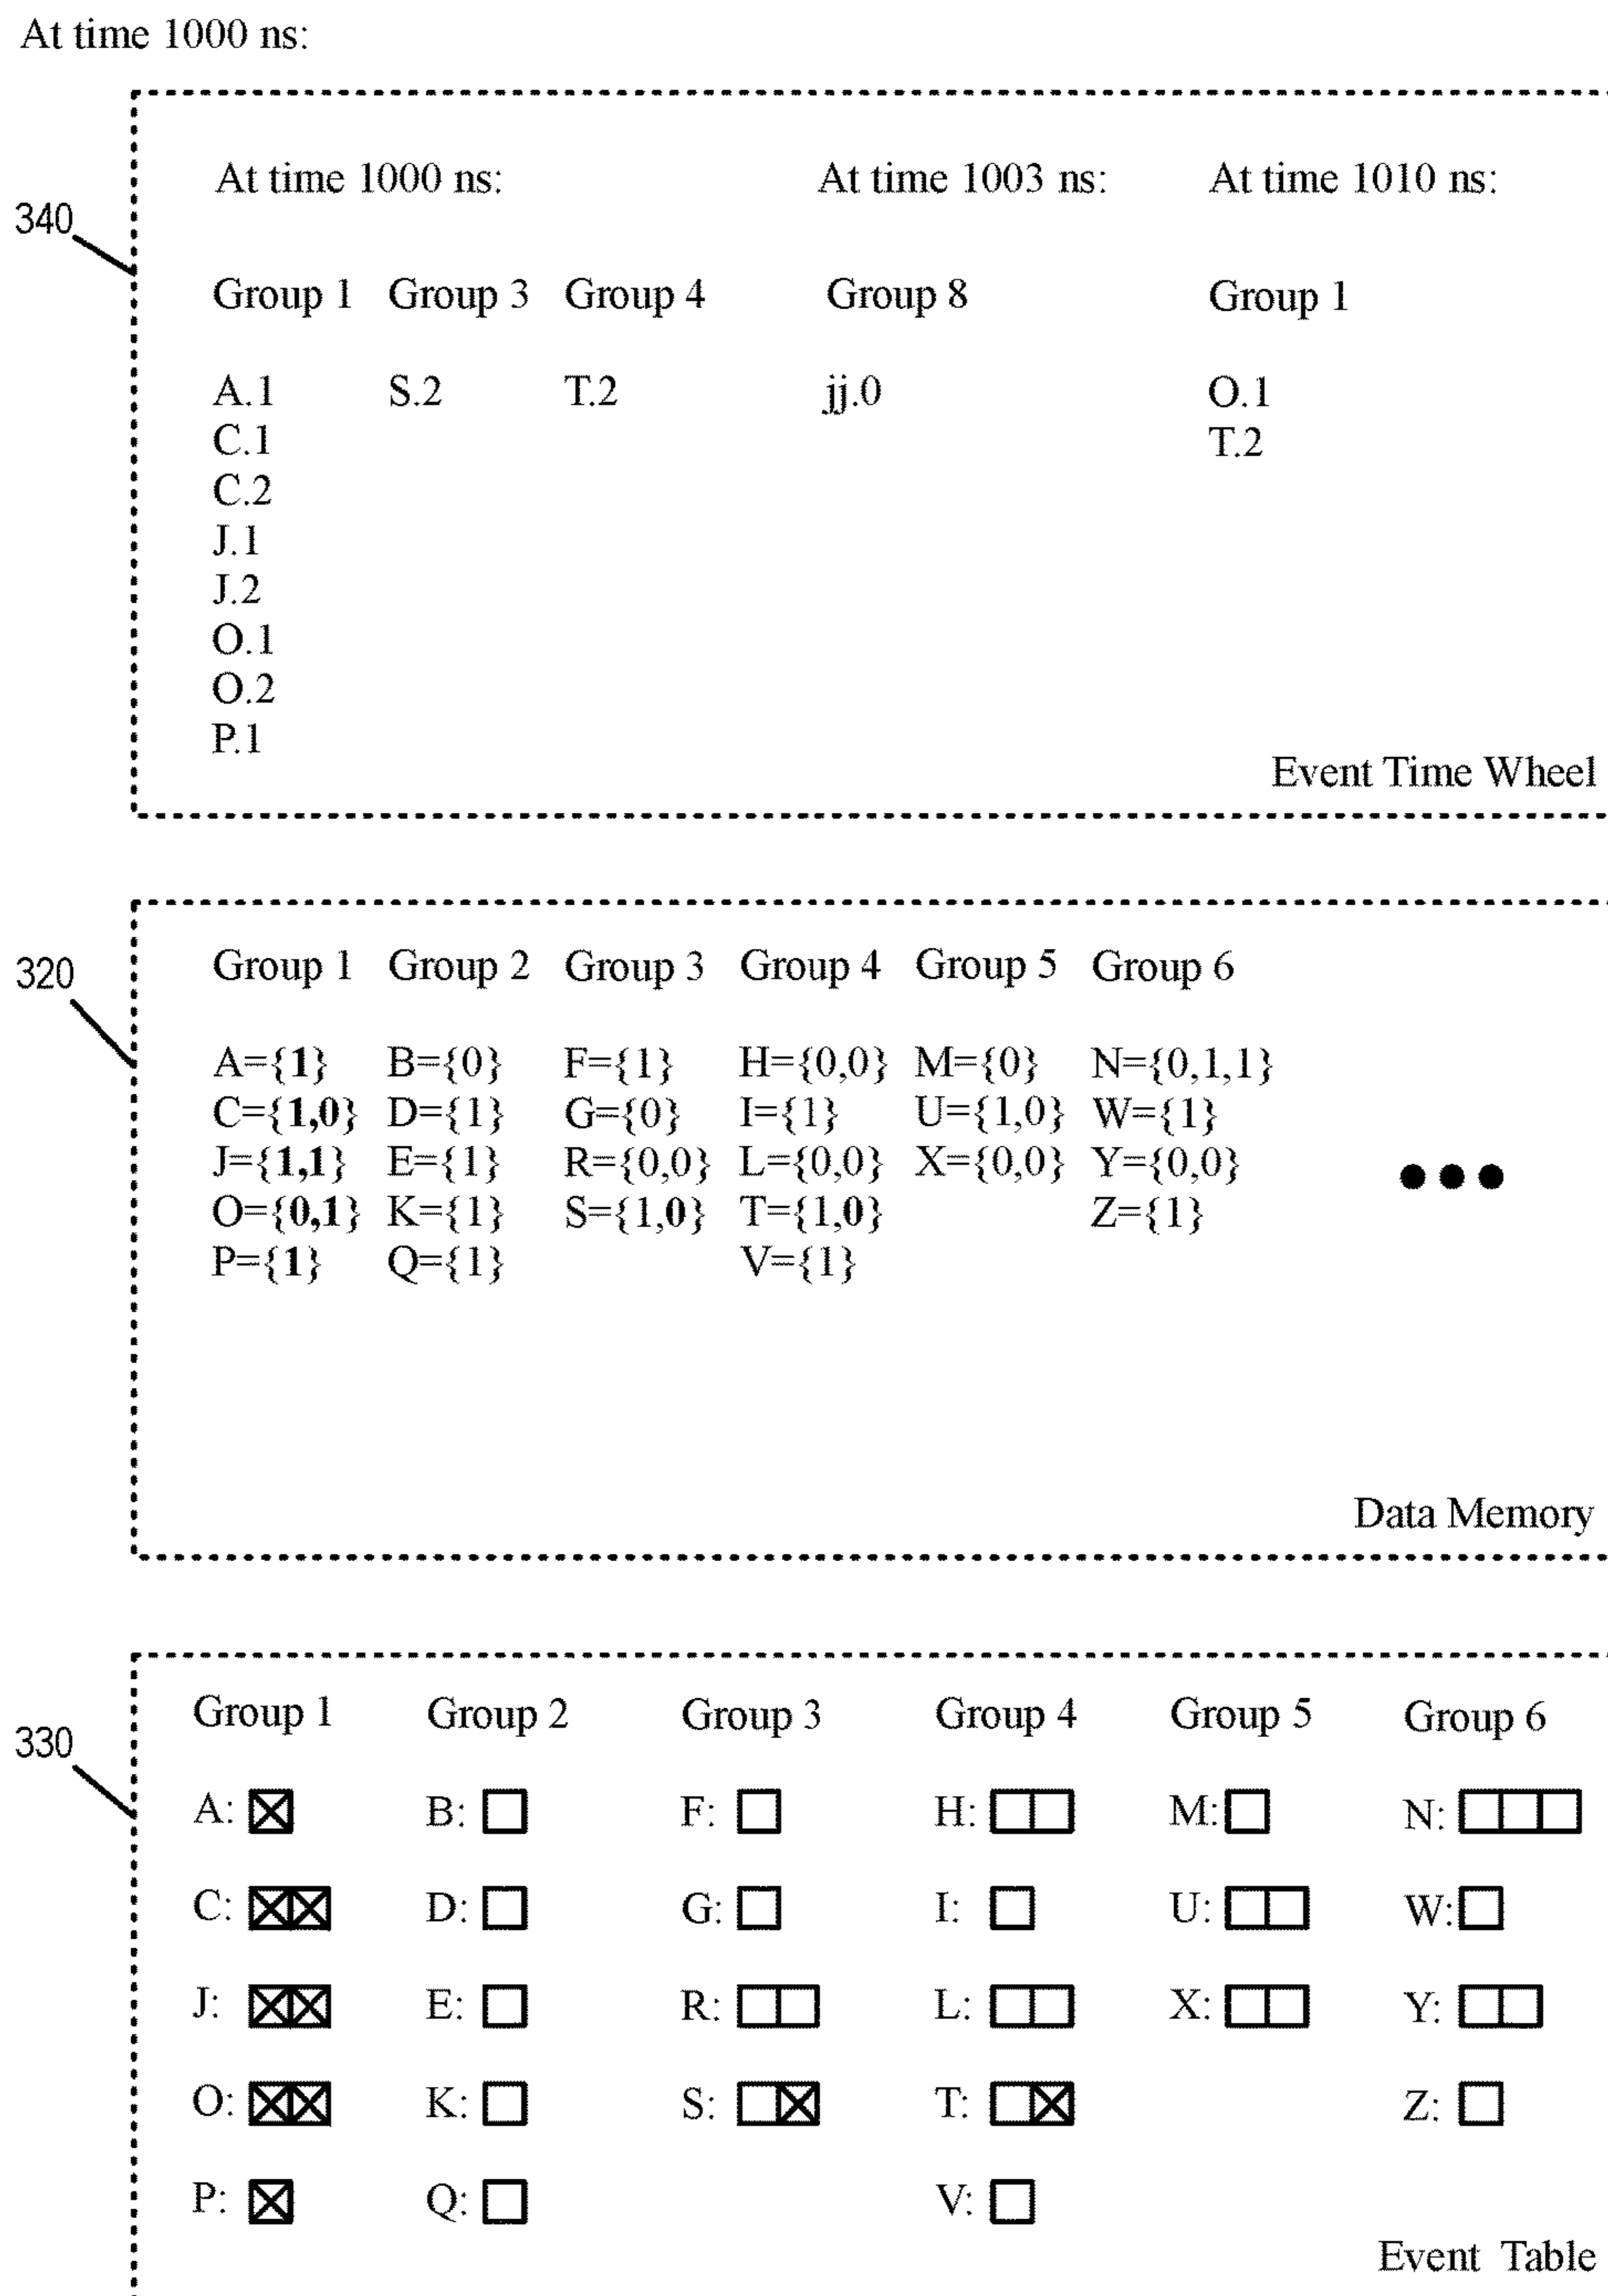 At time 1000 ns:
340
At time 1000 ns: At time 1003 ns: At time 1010 ns:
Group 1 Group 3 Group 4 Group 8 Group 1
A.1 S.2 T.2 jj.0 O.1
C.1 T.2
C.2
J.1
J.2
O.1
O.2
P.1
Event Time Wheel
320
Group 1 Group 2 Group 3 Group 4 Group 5 Group 6
A={1} B={0} F={1} H={0,0} M={0} N={0,1,1}
C={1,0} D={1} G={0} I={1} U={1,0} W={1}
J={1,1} E={1} R={0,0} L={0,0} X={0,0} Y={0,0}
O={0,1} K={1} S={1,0} T={1,0} Z={1}
P={1} Q={1} V={1}
Data Memory
330
Group 1 Group 2 Group 3 Group 4 Group 5 Group 6
A: B: F: H: M: N:
C: D: G: I: U: W:
J: E: R: L: X: Y:
O: K: S: T: Z:
P: Q: V:
Event Table